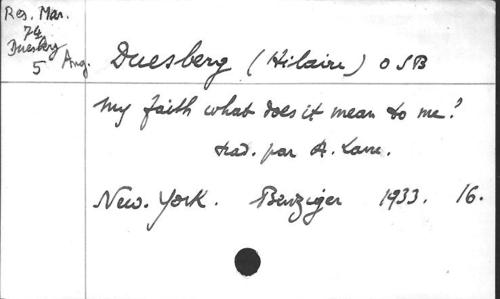 Res. Mar.
74
Duesberg
5 Ang.
Duesberg (Hilaire) OSB
My faith what does it mean to me?
trad. par A. Lane.
New. York. Benziger 1933. 16.